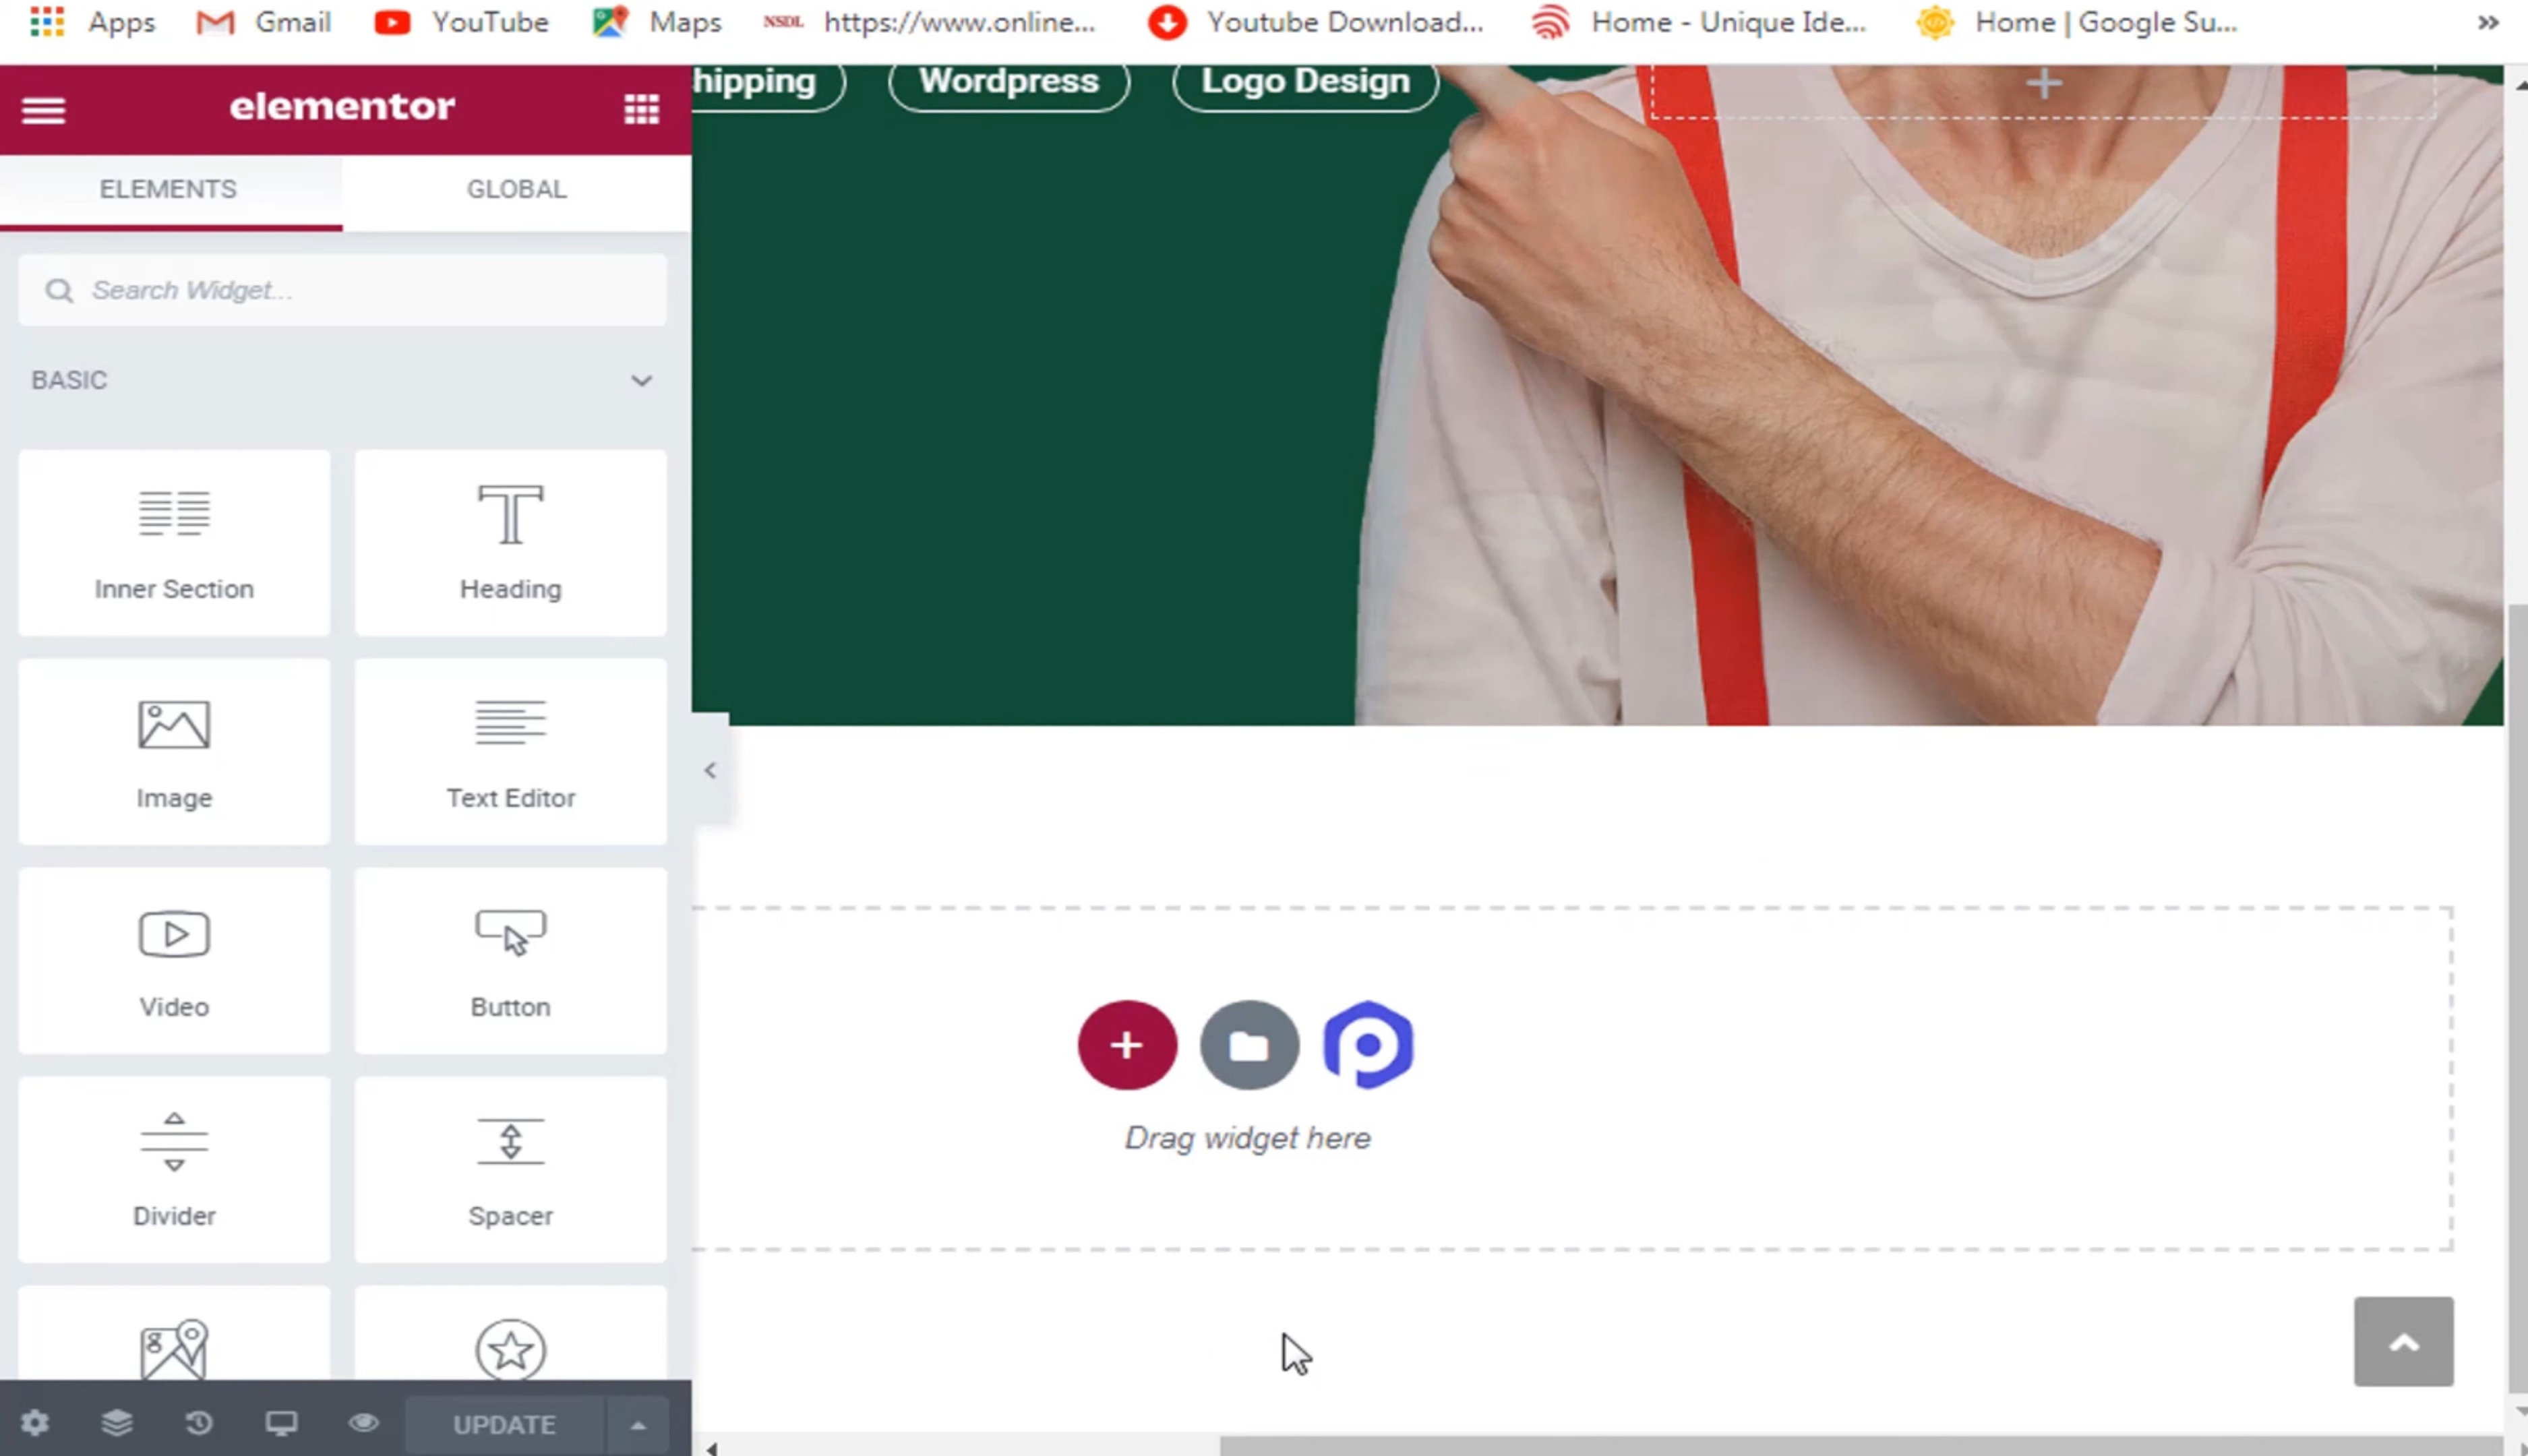 Apps Gmail YouTube Maps NSDL https://www.online... Youtube Download... Home - Unique Ide... Home | Google Su... »
elementor
ELEMENTS GLOBAL
Search Widget...
BASIC
Inner Section Heading
Image Text Editor
Video Button
Divider Spacer
UPDATE
hipping Wordpress Logo Design
Drag widget here